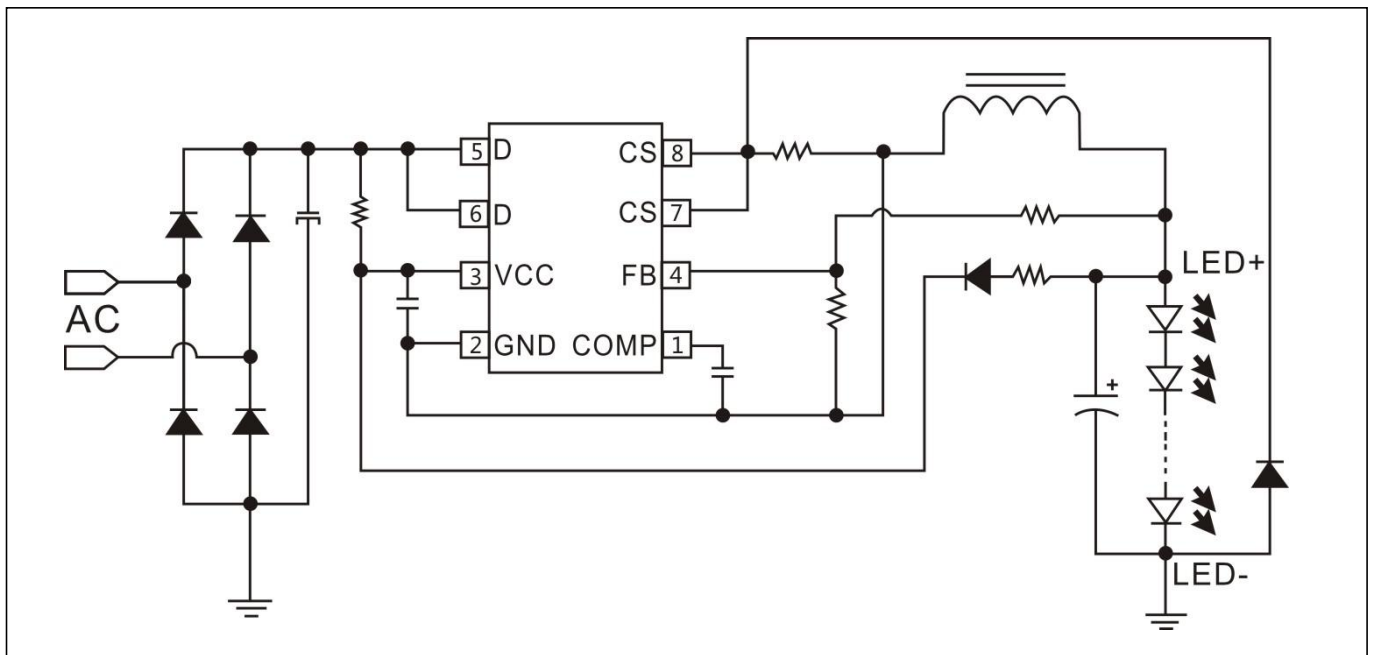 5 D CS 8
6 D CS 7
3 VCC FB 4
2 GND COMP 1
AC
LED+
+
LED-